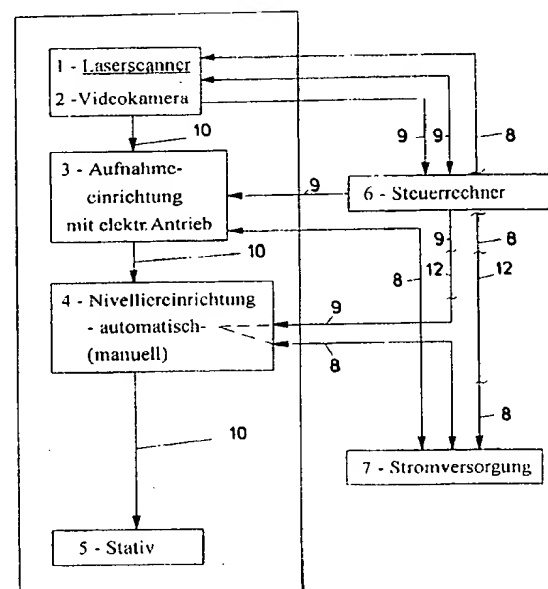 1 - Laserscanner
2 - Videokamera
10
9
9
8
3 - Aufnahme-
einrichtung
mit elektr. Antrieb
9
6 - Steuerrechner
10
9
8
8
12
12
4 - Nivelliereinrichtung
- automatisch-
(manuell)
9
8
10
8
7 - Stromversorgung
5 - Stativ